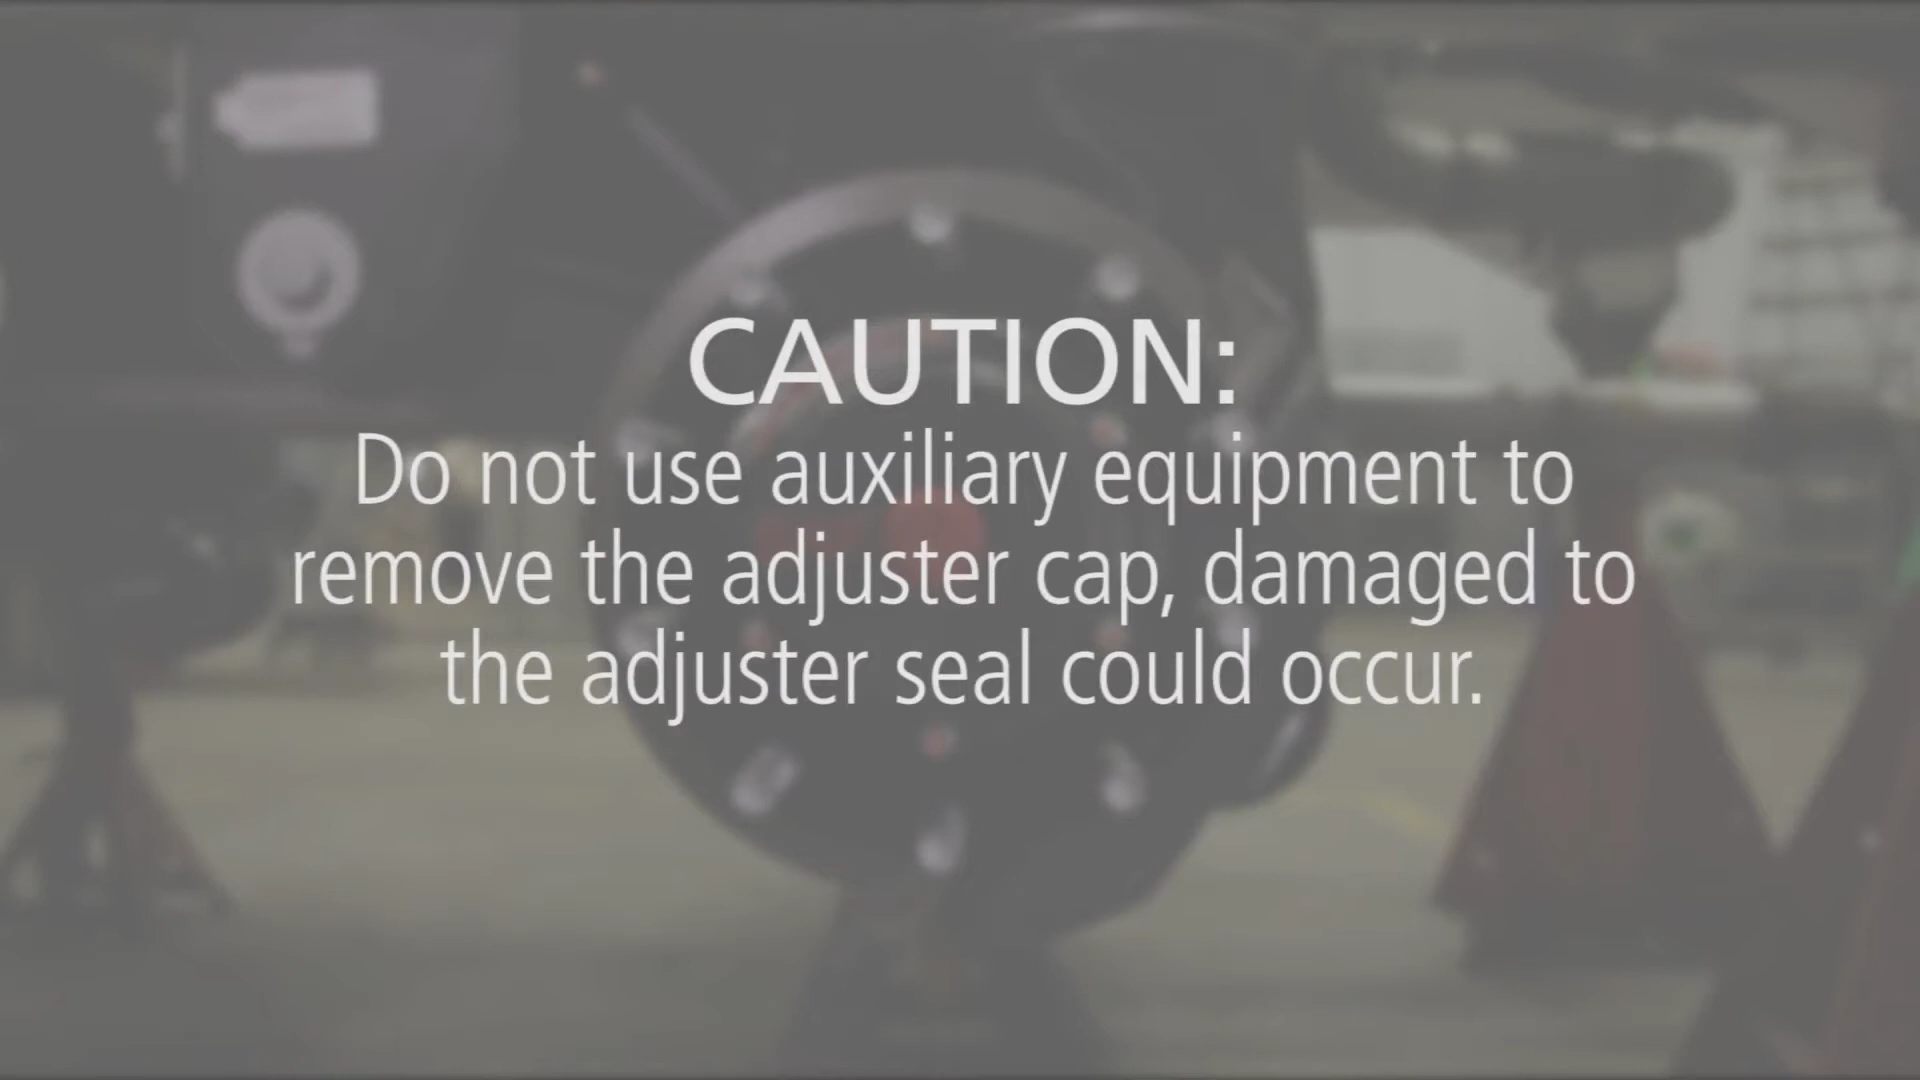 CAUTION:
Do not use auxiliary equipment to
remove the adjuster cap, damaged to
the adjuster seal could occur.